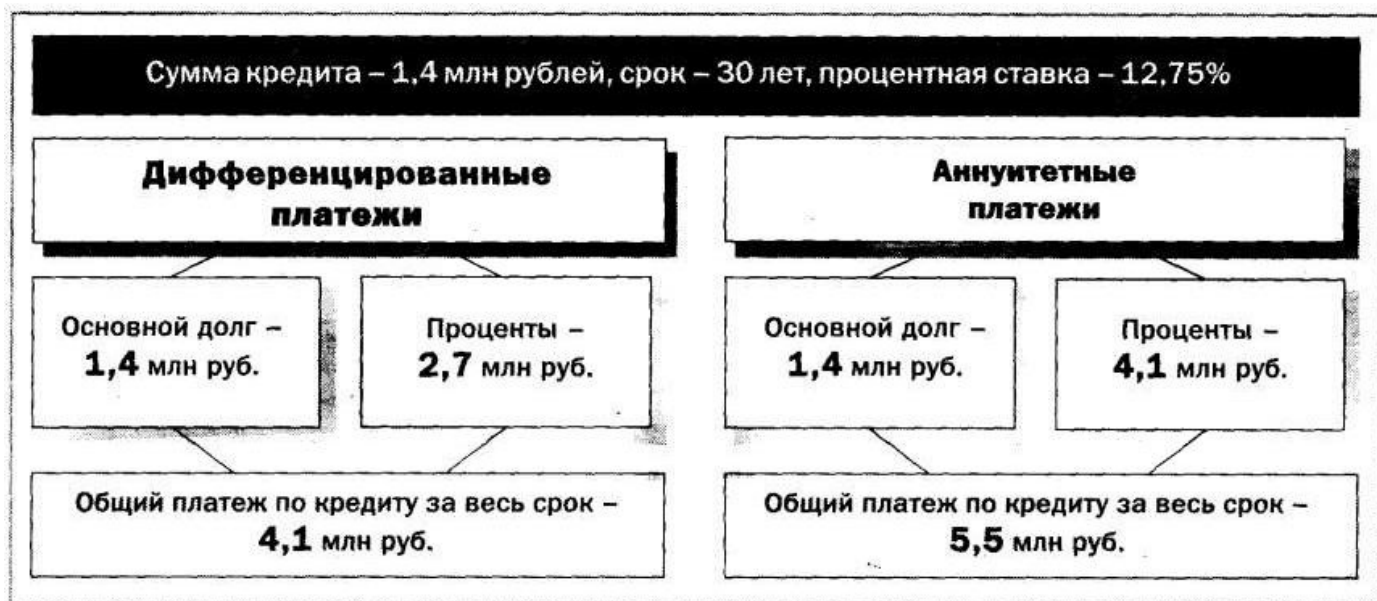 Сумма кредита – 1,4 млн рублей, срок – 30 лет, процентная ставка – 12,75%
Дифференцированные
платежи
Основной долг –
1,4 млн руб.
Проценты –
2,7 млн руб.
Общий платеж по кредиту за весь срок –
4,1 млн руб.
Аннуитетные
платежи
Основной долг –
1,4 млн руб.
Проценты –
4,1 млн руб.
Общий платеж по кредиту за весь срок –
5,5 млн руб.